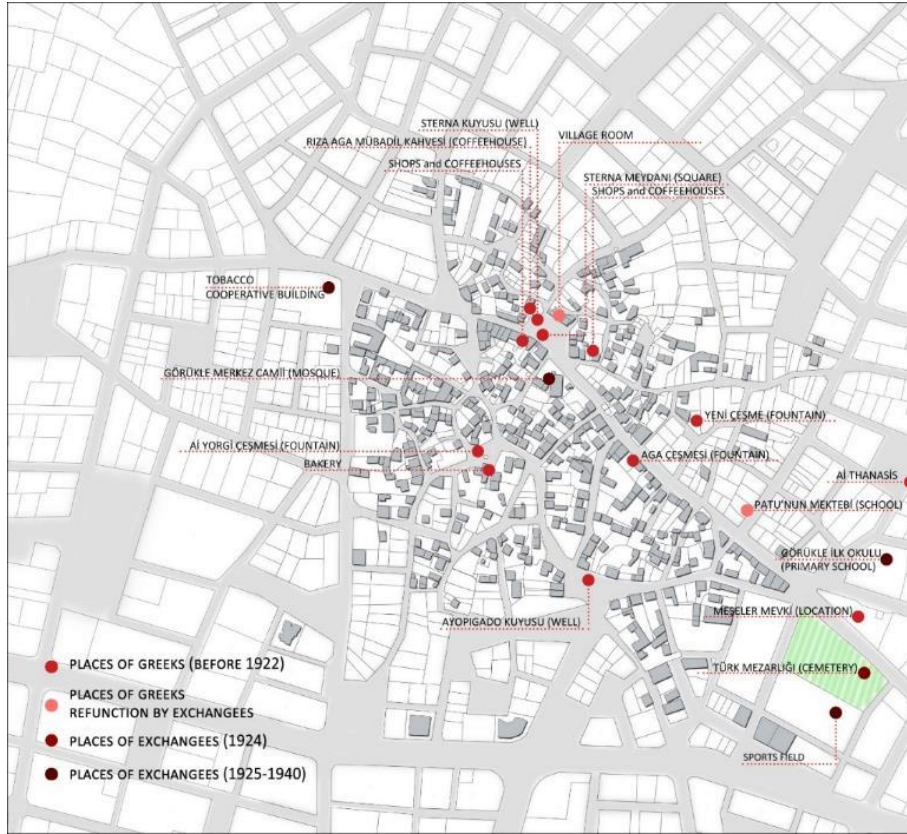 STERNA KUYUSU (WELL)
VILLAGE ROOM
RIZA AGA MÜBADİL KAHVESİ (COFFEEHOUSE)
SHOPS and COFFEEHOUSES
STERNA MEYDANI (SQUARE)
SHOPS and COFFEEHOUSES
TOBACCO
COOPERATIVE BUILDING
GÖRÜKLE MERKEZ CAMİİ (MOSQUE)
YENİ ÇEŞME (FOUNTAIN)
Aİ YORGİ ÇEŞMESİ (FOUNTAIN)
BAKERY
AGA ÇEŞMESİ (FOUNTAIN)
Aİ THANASİS
PATU'NUN MEKTEBİ (SCHOOL)
GÖRÜKLE İLK OKULU
(PRIMARY SCHOOL)
MEŞELER MEVKİ (LOCATION)
AYOPIGADO KUYUSU (WELL)
TÜRK MEZARLIĞI (CEMETERY)
SPORTS FIELD
PLACES OF GREEKS (BEFORE 1922)
PLACES OF GREEKS
REFUNCTION BY EXCHANGEES
PLACES OF EXCHANGEES (1924)
PLACES OF EXCHANGEES (1925-1940)